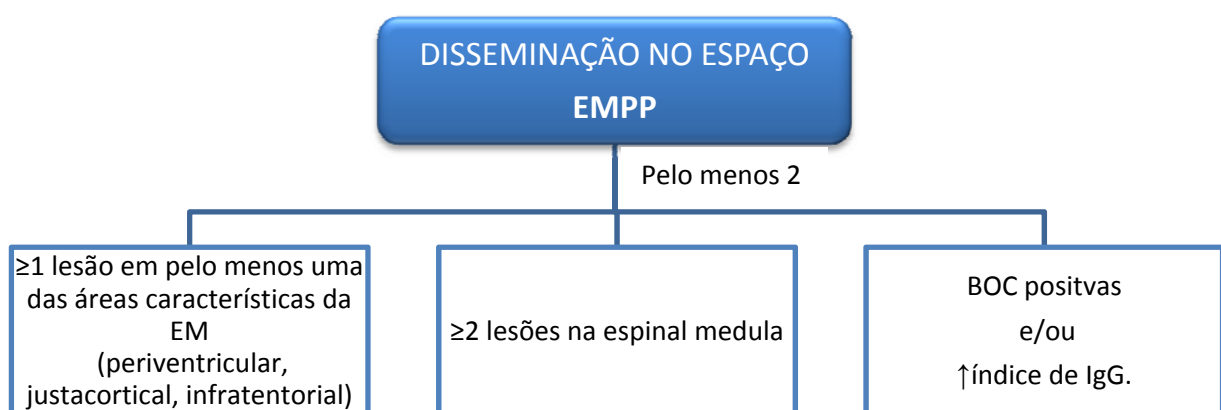 DISSEMINAÇÃO NO ESPAÇO
EMPP
Pelo menos 2
≥1 lesão em pelo menos uma
das áreas características da
EM
(periventricular,
justacortical, infratentorial)
≥2 lesões na espinal medula
BOC positvas
e/ou
↑índice de IgG.